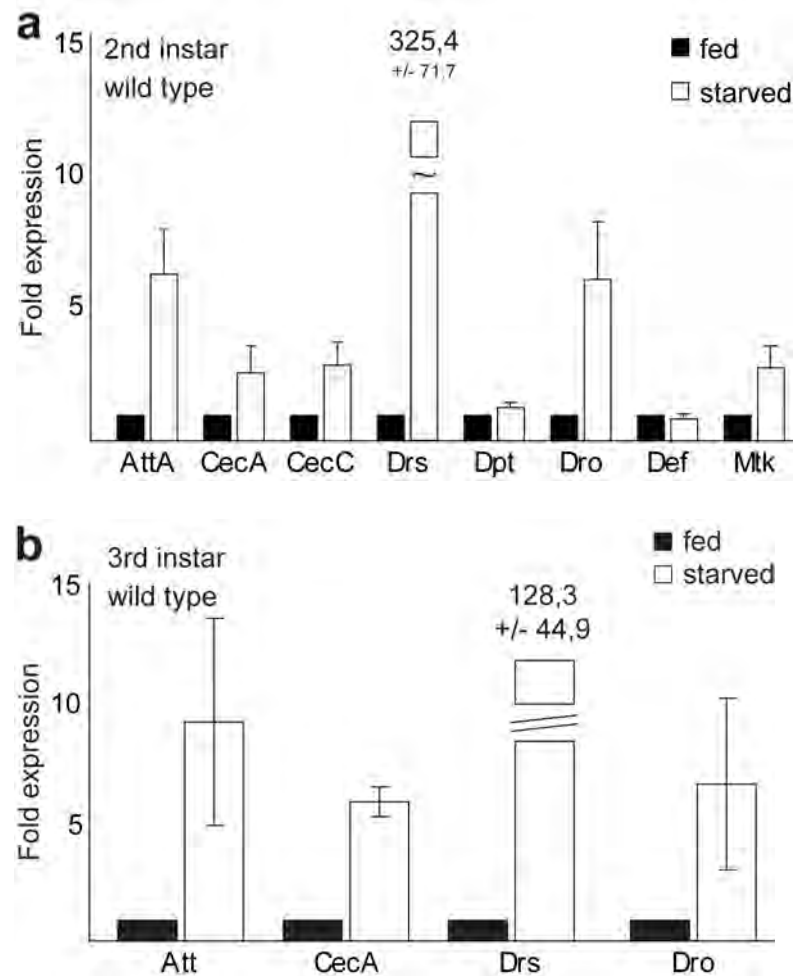 a
15
2nd instar
wild type
325,4
+/- 71,7
fed
starved
10
5
Fold expression
AttA CecA CecC Drs Dpt Dro Def Mtk
b
15
3rd instar
wild type
128,3
+/- 44,9
fed
starved
10
5
Fold expression
Att CecA Drs Dro